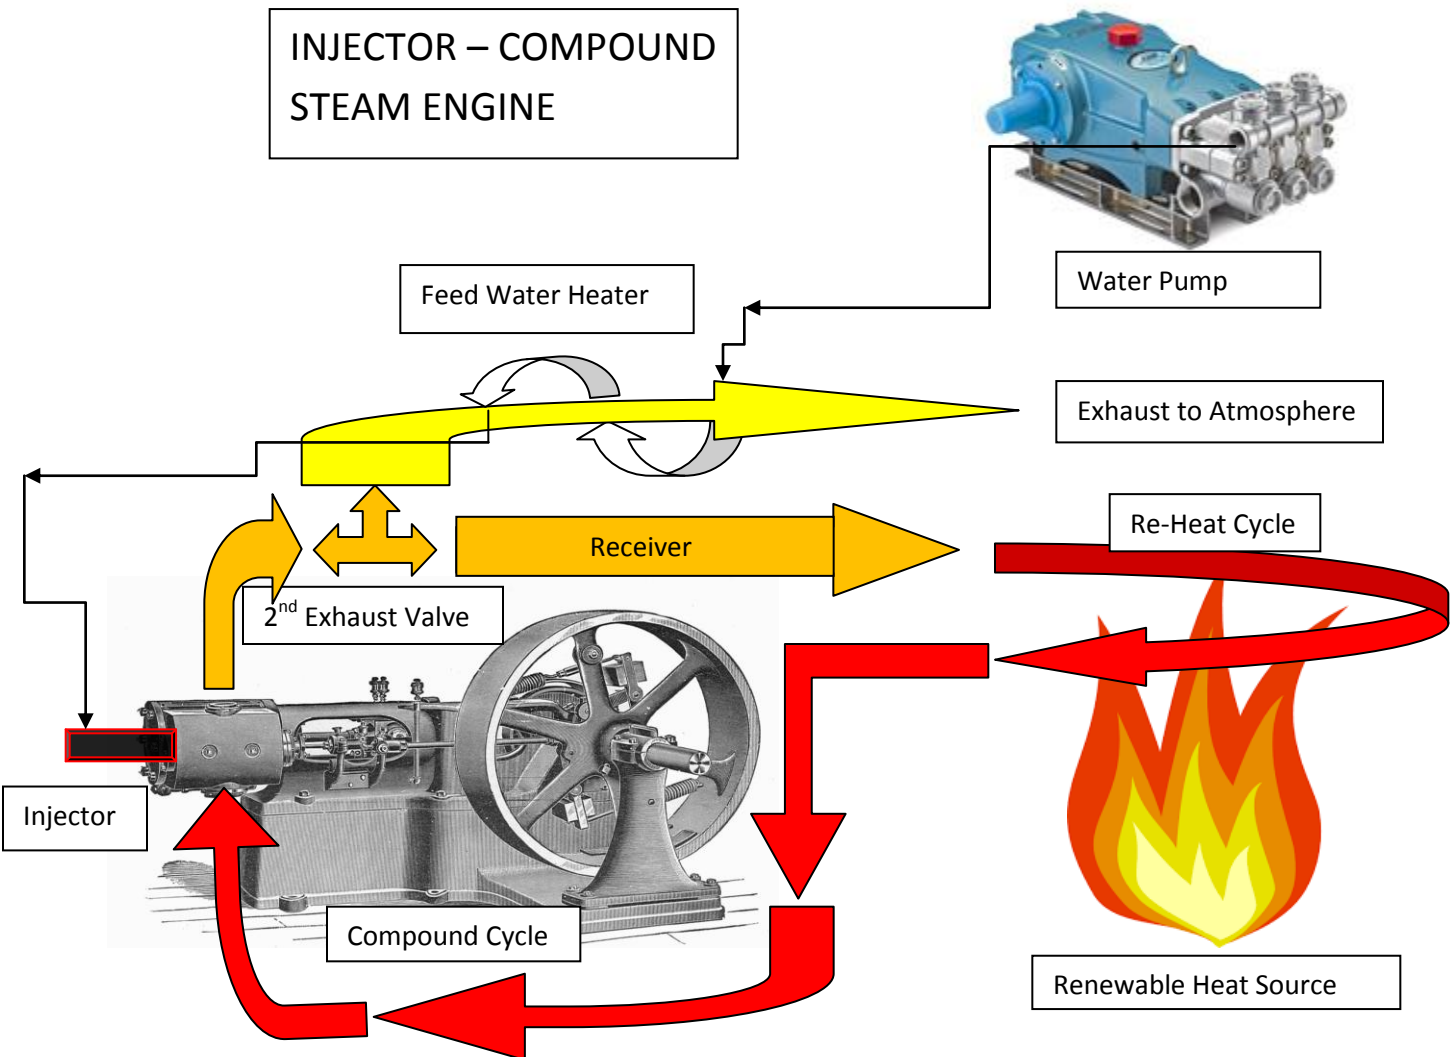 INJECTOR – COMPOUND
STEAM ENGINE
Water Pump
Feed Water Heater
Exhaust to Atmosphere
Re-Heat Cycle
Receiver
2nd Exhaust Valve
Injector
Compound Cycle
Renewable Heat Source